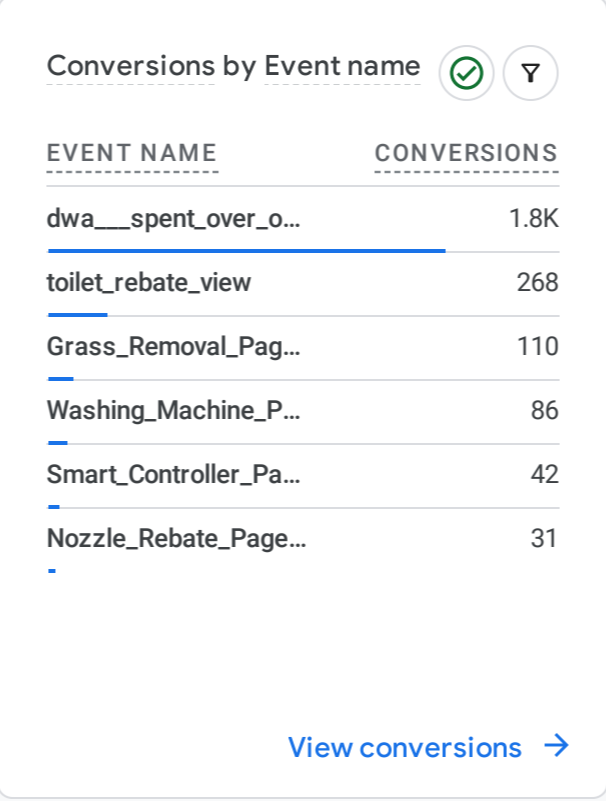 Conversions by Event name
EVENT NAME CONVERSIONS
dwa___spent_over_o... 1.8K
toilet_rebate_view 268
Grass_Removal_Pag... 110
Washing_Machine_P... 86
Smart_Controller_Pa... 42
Nozzle_Rebate_Page... 31
View conversions